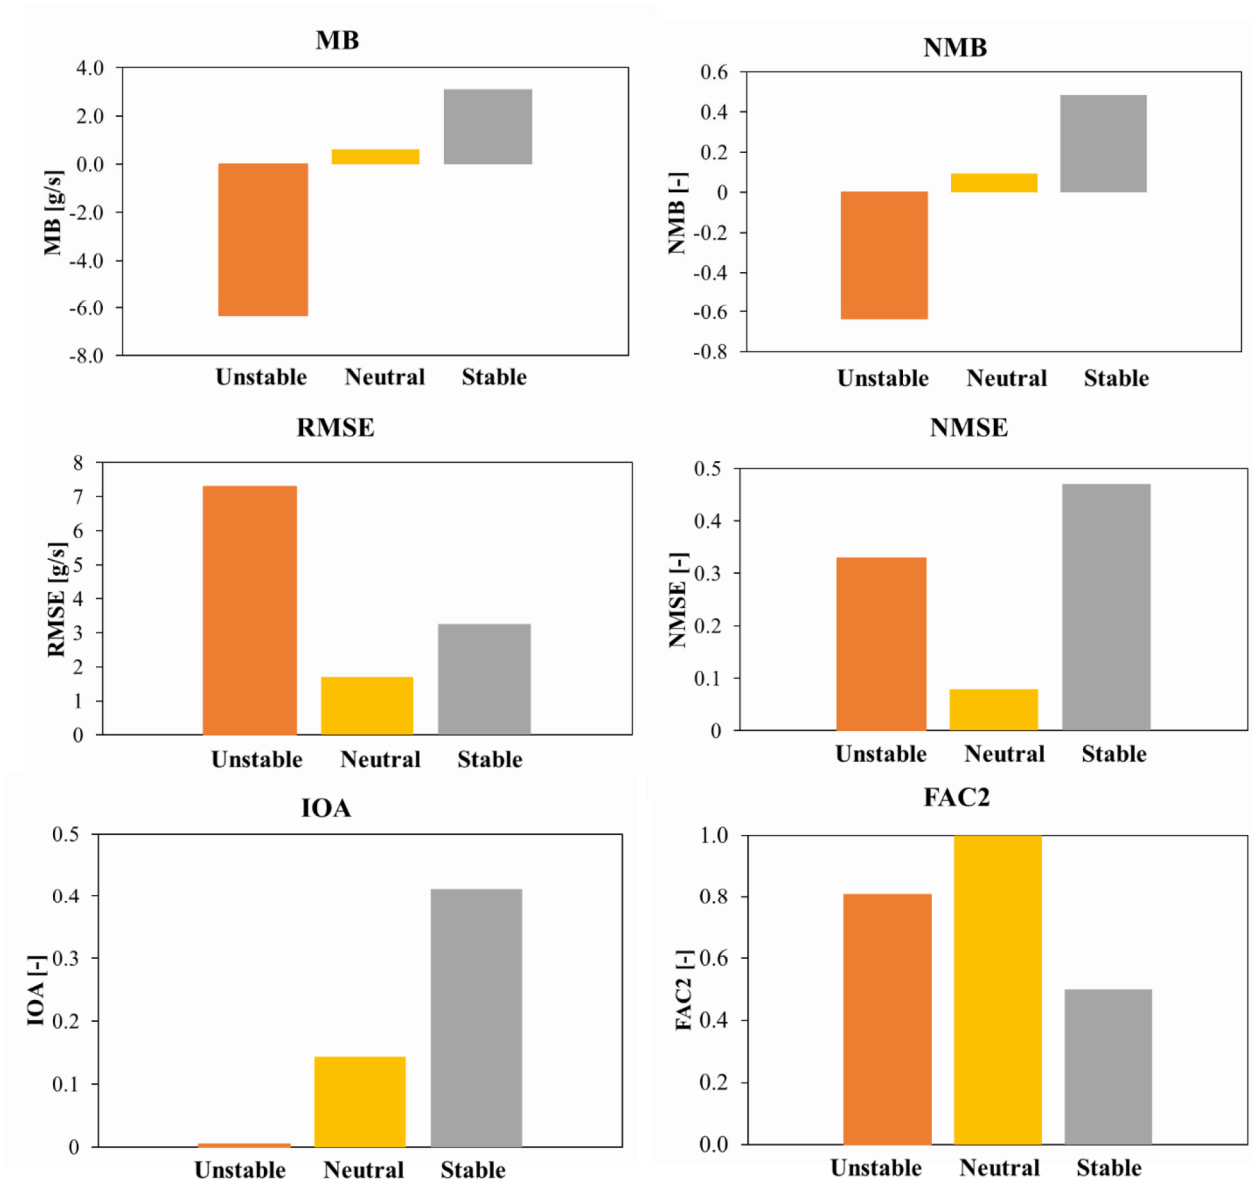 MB
4.0
2.0
0.0
-2.0
-4.0
-6.0
-8.0
MB [g/s]
Unstable Neutral Stable
NMB
0.6
0.4
0.2
0
-0.2
-0.4
-0.6
-0.8
NMB [-]
Unstable Neutral Stable
RMSE
8
7
6
5
4
3
2
1
0
RMSE [g/s]
Unstable Neutral Stable
NMSE
0.5
0.4
0.3
0.2
0.1
0
NMSE [-]
Unstable Neutral Stable
IOA
0.5
0.4
0.3
0.2
0.1
0
IOA [-]
Unstable Neutral Stable
FAC2
1.0
0.8
0.6
0.4
0.2
0.0
FAC2 [-]
Unstable Neutral Stable